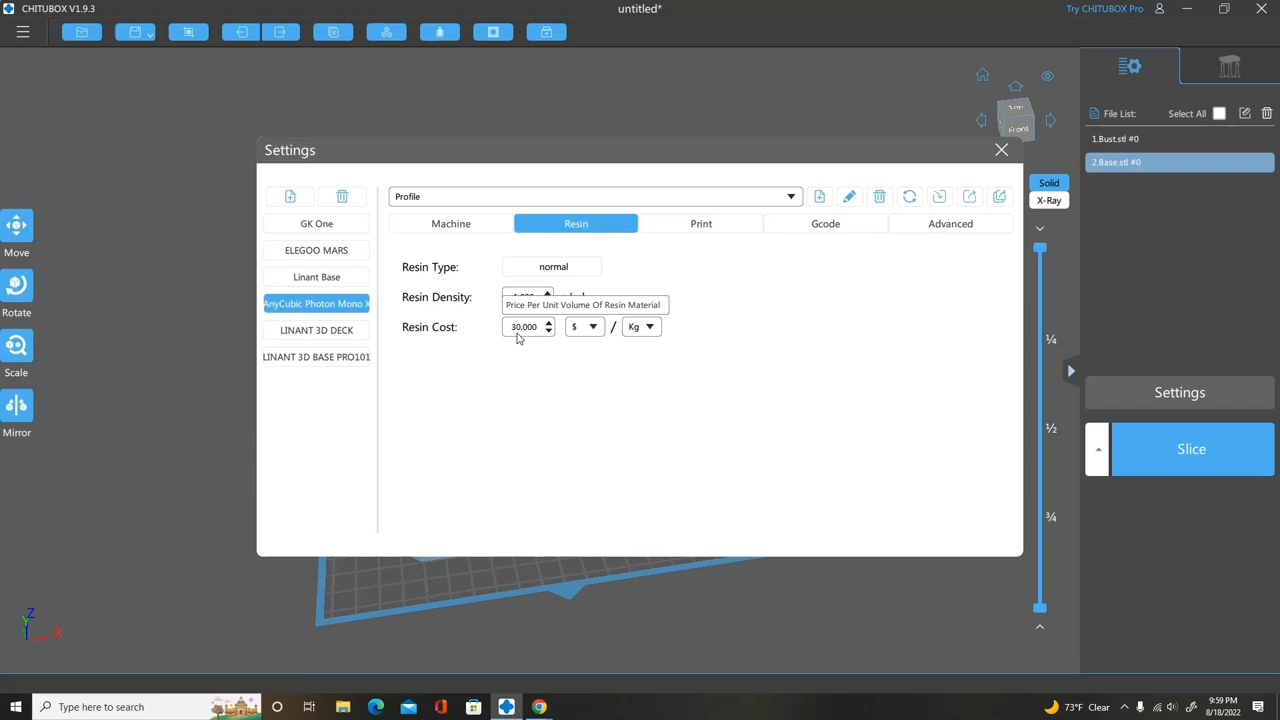 CHITUBOX V1.9.3
untitled*
Try CHITUBOX Pro
File List:
Select All
1.Bust.stl #0
2.Base.stl #0
Front
Solid
X-Ray
Settings
Profile
GK One
ELEGOO MARS
Linant Base
AnyCubic Photon Mono X
LINANT 3D DECK
LINANT 3D BASE PRO101
Machine
Resin
Print
Gcode
Advanced
Resin Type:
normal
Resin Density:
Price Per Unit Volume Of Resin Material
Resin Cost:
30.000
$
/
Kg
Move
Rotate
Scale
Mirror
¼
½
¾
Settings
Slice
Z
Y
X
Type here to search
73°F Clear
9:59 PM
8/18/2022